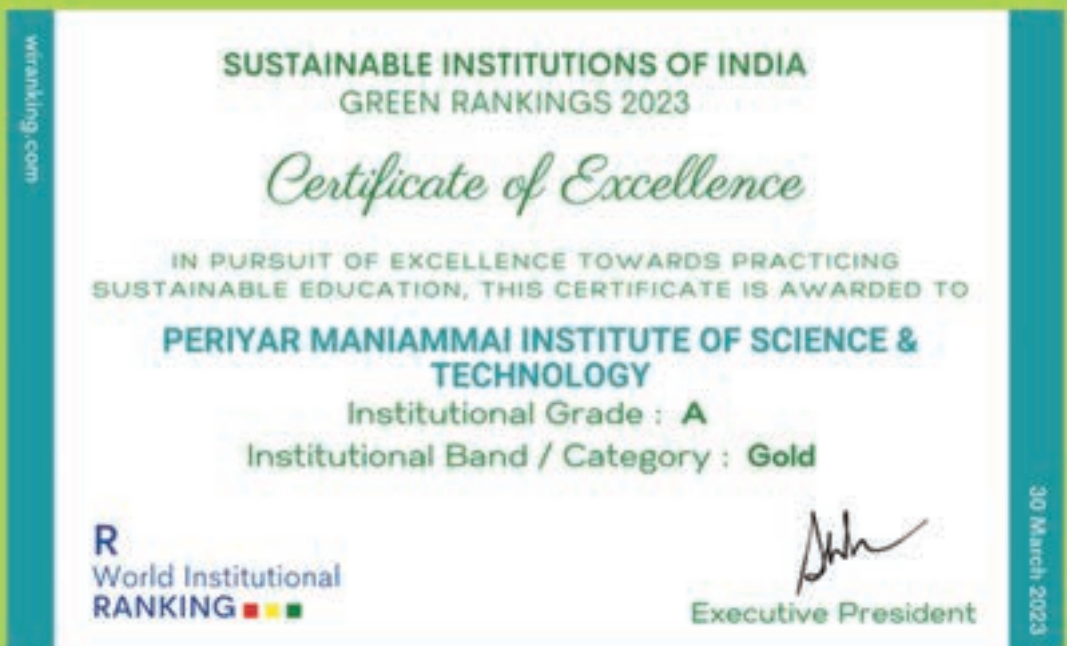 wiranking.com
SUSTAINABLE INSTITUTIONS OF INDIA
GREEN RANKINGS 2023
Certificate of Excellence
IN PURSUIT OF EXCELLENCE TOWARDS PRACTICING
SUSTAINABLE EDUCATION, THIS CERTIFICATE IS AWARDED TO
PERIYAR MANIAMMAI INSTITUTE OF SCIENCE &
TECHNOLOGY
Institutional Grade : A
Institutional Band / Category : Gold
R
World Institutional
RANKING
Executive President
30 March 2023